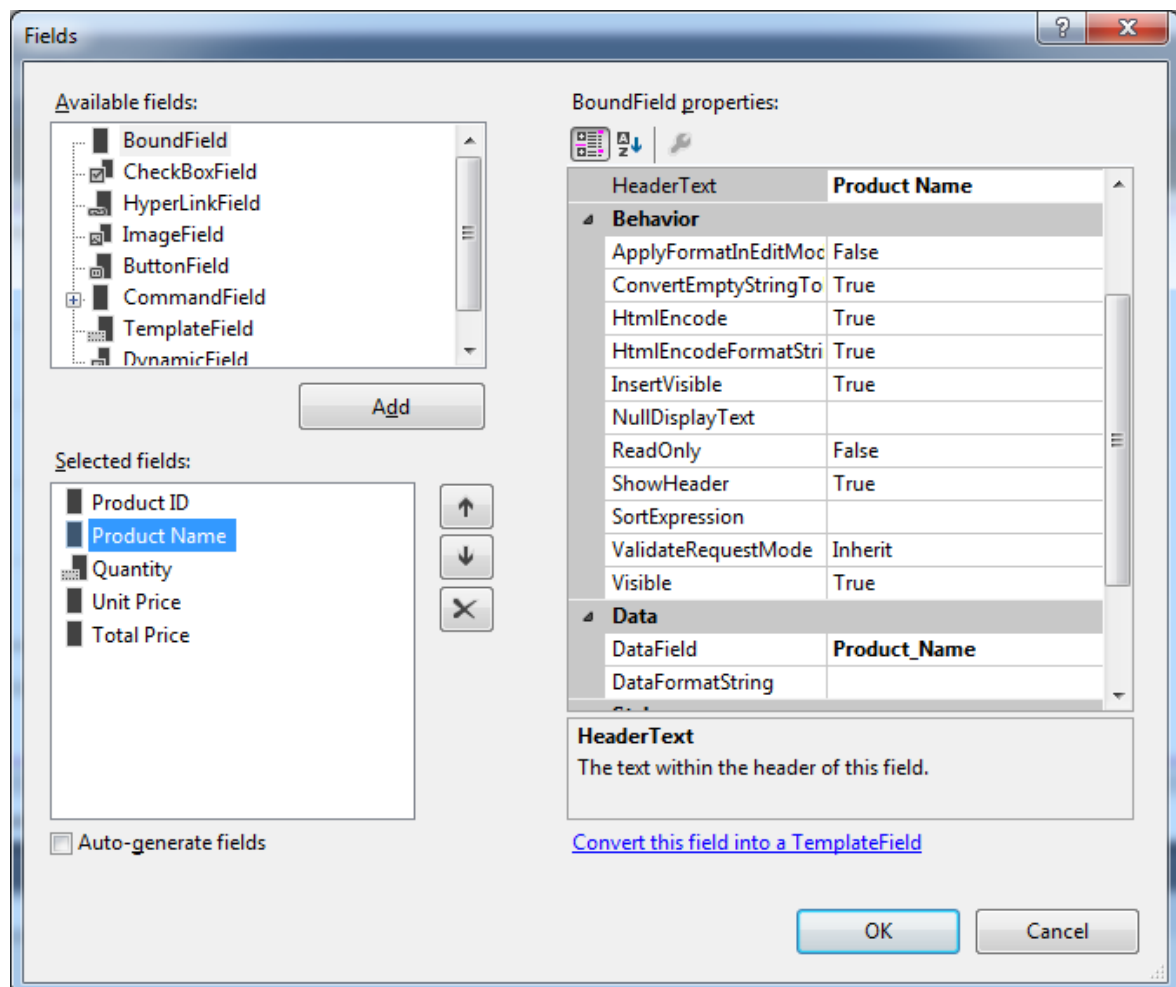 Fields
Available fields:
BoundField
CheckBoxField
HyperLinkField
ImageField
ButtonField
CommandField
TemplateField
DynamicField
Add
Selected fields:
Product ID
Product Name
Quantity
Unit Price
Total Price
Auto-generate fields
BoundField properties:
HeaderText Product Name
Behavior
ApplyFormatInEditMod False
ConvertEmptyStringTo True
HtmlEncode True
HtmlEncodeFormatStri True
InsertVisible True
NullDisplayText
ReadOnly False
ShowHeader True
SortExpression
ValidateRequestMode Inherit
Visible True
Data
DataField Product_Name
DataFormatString
HeaderText
The text within the header of this field.
Convert this field into a TemplateField
OK Cancel